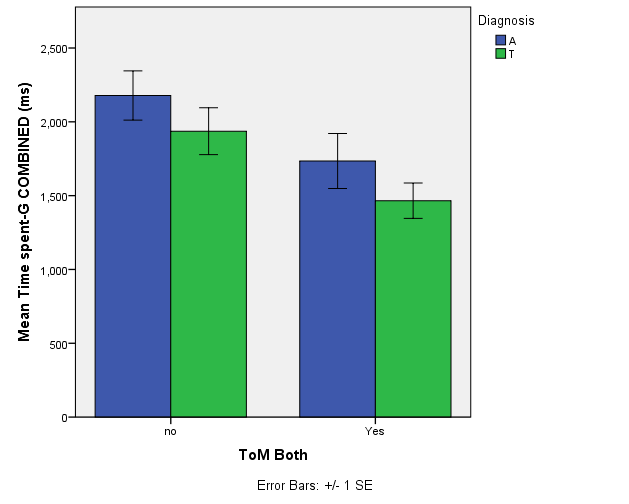 Diagnosis
A
T
Mean Time spent-G COMBINED (ms)
2,500
2,000
1,500
1,000
500
0
no
Yes
ToM Both
Error Bars: +/- 1 SE